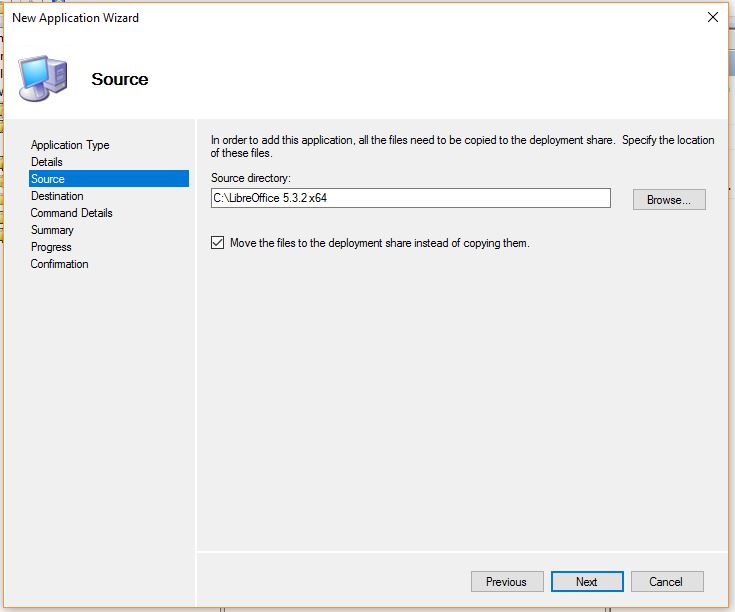 New Application Wizard
Source
Application Type
Details
Source
Destination
Command Details
Summary
Progress
Confirmation
In order to add this application, all the files need to be copied to the deployment share.  Specify the location
of these files.
Source directory:
C:\LibreOffice 5.3.2 x64
Browse...
Move the files to the deployment share instead of copying them.
Previous
Next
Cancel